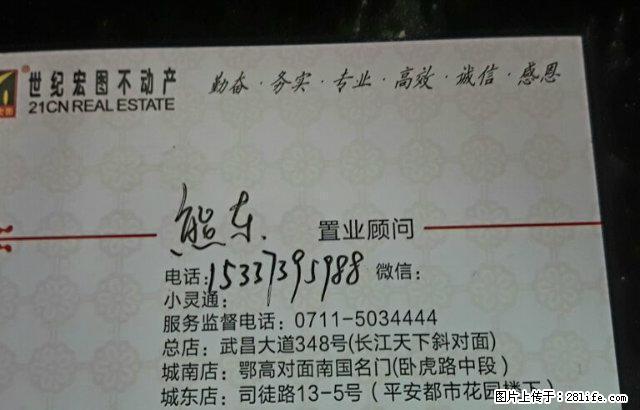 世纪宏图不动产 勤奋·务实·专业·高效·诚信·感恩
21CN REAL ESTATE
熊东 置业顾问
电话:15337395988 微信:
小灵通:
服务监督电话:0711-5034444
总店:武昌大道348号(长江天下斜对面)
城南店:鄂高对面南国名门(卧虎路中段)
城东店:司徒路13-5号(平安都市花园楼下)
图片上传于:281life.com